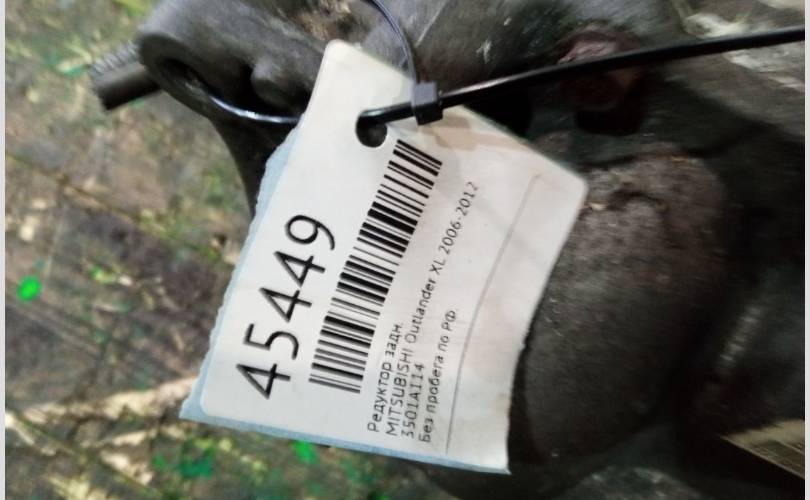 45449
Редуктор задн.
MITSUBISHI Outlander XL 2006-2012
3501A114
Без пробега по РФ.